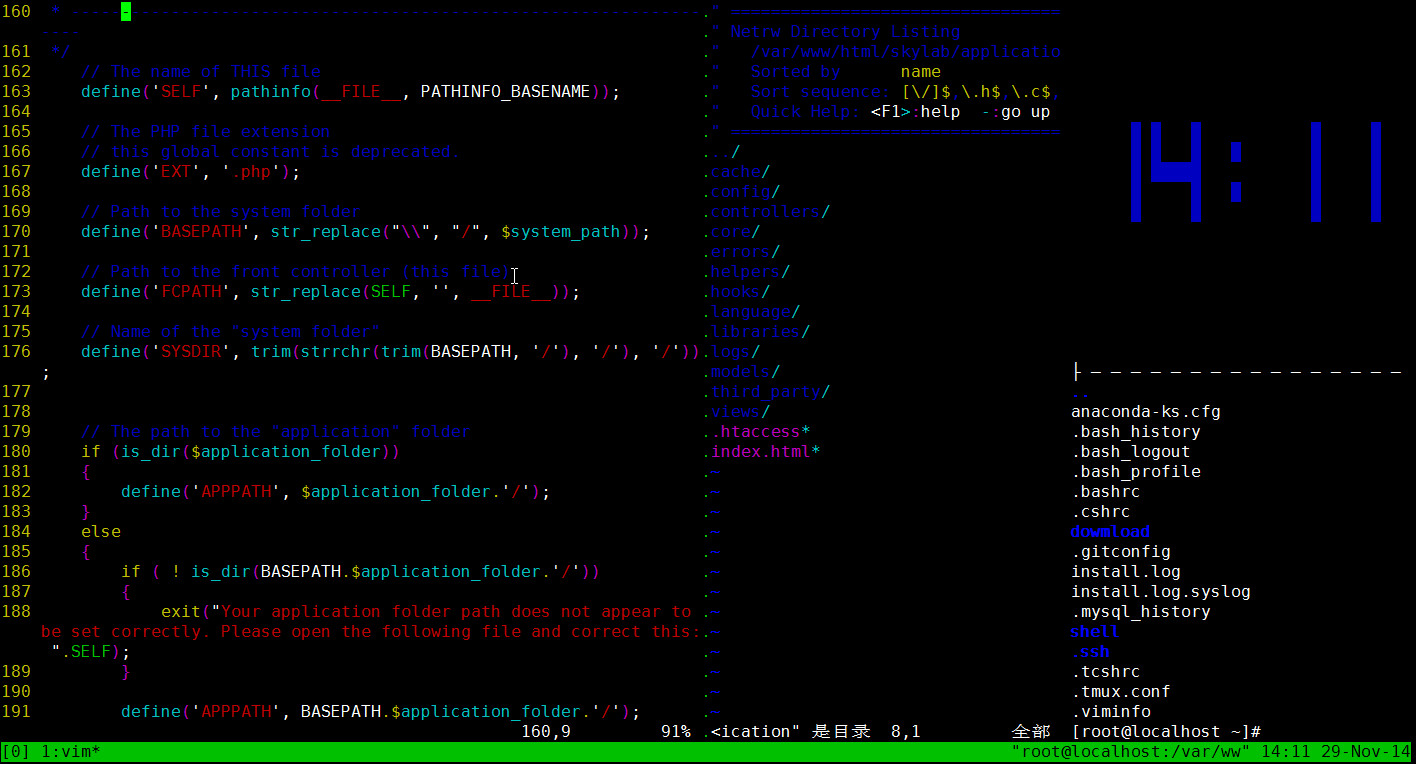 160  * ---------------------------------------------------------------
----
161  */
162     // The name of THIS file
163     define('SELF', pathinfo(__FILE__, PATHINFO_BASENAME));
164
165     // The PHP file extension
166     // this global constant is deprecated.
167     define('EXT', '.php');
168
169     // Path to the system folder
170     define('BASEPATH', str_replace("\\", "/", $system_path));
171
172     // Path to the front controller (this file)
173     define('FCPATH', str_replace(SELF, '', __FILE__));
174
175     // Name of the "system folder"
176     define('SYSDIR', trim(strrchr(trim(BASEPATH, '/'), '/'), '/'))
;
177
178
179     // The path to the "application" folder
180     if (is_dir($application_folder))
181     {
182         define('APPPATH', $application_folder.'/');
183     }
184     else
185     {
186         if ( ! is_dir(BASEPATH.$application_folder.'/'))
187         {
188             exit("Your application folder path does not appear to
be set correctly. Please open the following file and correct this:
 ".SELF);
189         }
190
191         define('APPPATH', BASEPATH.$application_folder.'/');
160,9         91%
" =================================
" Netrw Directory Listing
"   /var/www/html/skylab/applicatio
"   Sorted by      name
"   Sort sequence: [\/]$,\.h$,\.c$,
"   Quick Help: <F1>:help  -:go up
" =================================
../
cache/
config/
controllers/
core/
errors/
helpers/
hooks/
language/
libraries/
logs/
models/
third_party/
views/
.htaccess*
index.html*
~
~
~
~
~
~
~
~
~
~
~
~
~
<ication" 是目录  8,1         全部
14:11
├ ─ ─ ─ ─ ─ ─ ─ ─ ─ ─ ─ ─ ─ ─ ─ ─
..
anaconda-ks.cfg
.bash_history
.bash_logout
.bash_profile
.bashrc
.cshrc
dowmload
.gitconfig
install.log
install.log.syslog
.mysql_history
shell
.ssh
.tcshrc
.tmux.conf
.viminfo
[root@localhost ~]#
[0] 1:vim*    "root@localhost:/var/ww" 14:11 29-Nov-14